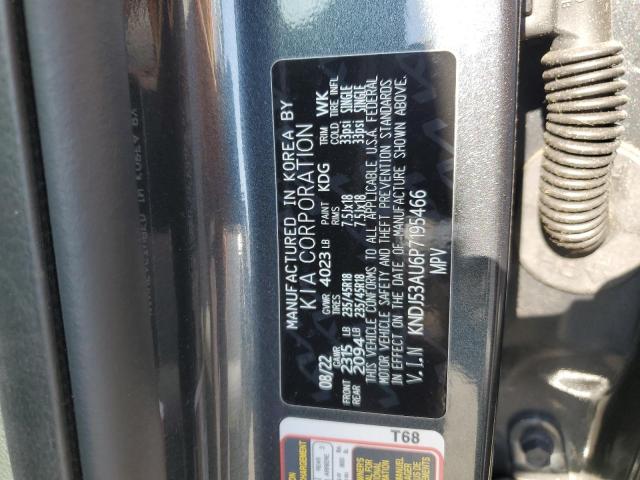 MANUFACTURED IN KOREA BY
KIA CORPORATION
08/22 GVWR 4023 LB PAINT KDG TRIM WK
GAWR TIRES RIMS COLD TIRE INFL
FRONT 2315 LB 235/45R18 7.5JX18 33psi SINGLE
REAR 2094 LB 235/45R18 7.5JX18 33psi SINGLE
THIS VEHICLE CONFORMS TO ALL APPLICABLE U.S.A. FEDERAL
MOTOR VEHICLE SAFETY AND THEFT PREVENTION STANDARDS
IN EFFECT ON THE DATE OF MANUFACTURE SHOWN ABOVE.
V.I.N KNDJ53AU6P7195466
MPV
T68